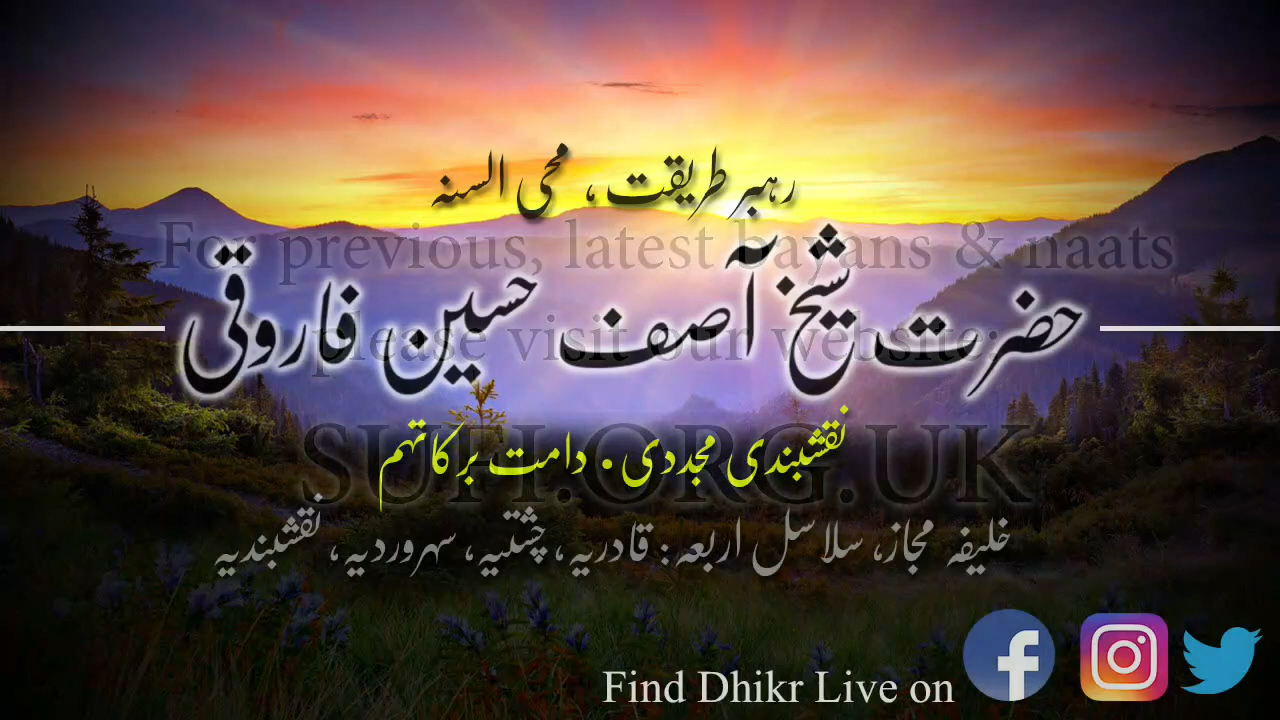 رہبر طریقت، محی السنہ
For previous, latest bayans & naats
حضرت شیخ آصف حسین فاروقی
please visit our website:
نقشبندی مجددی • دامت برکاتہم
SUFI.ORG.UK
خلیفہ مجاز، سلاسل اربعہ: قادریہ، چشتیہ، سہروردیہ، نقشبندیہ
Find Dhikr Live on